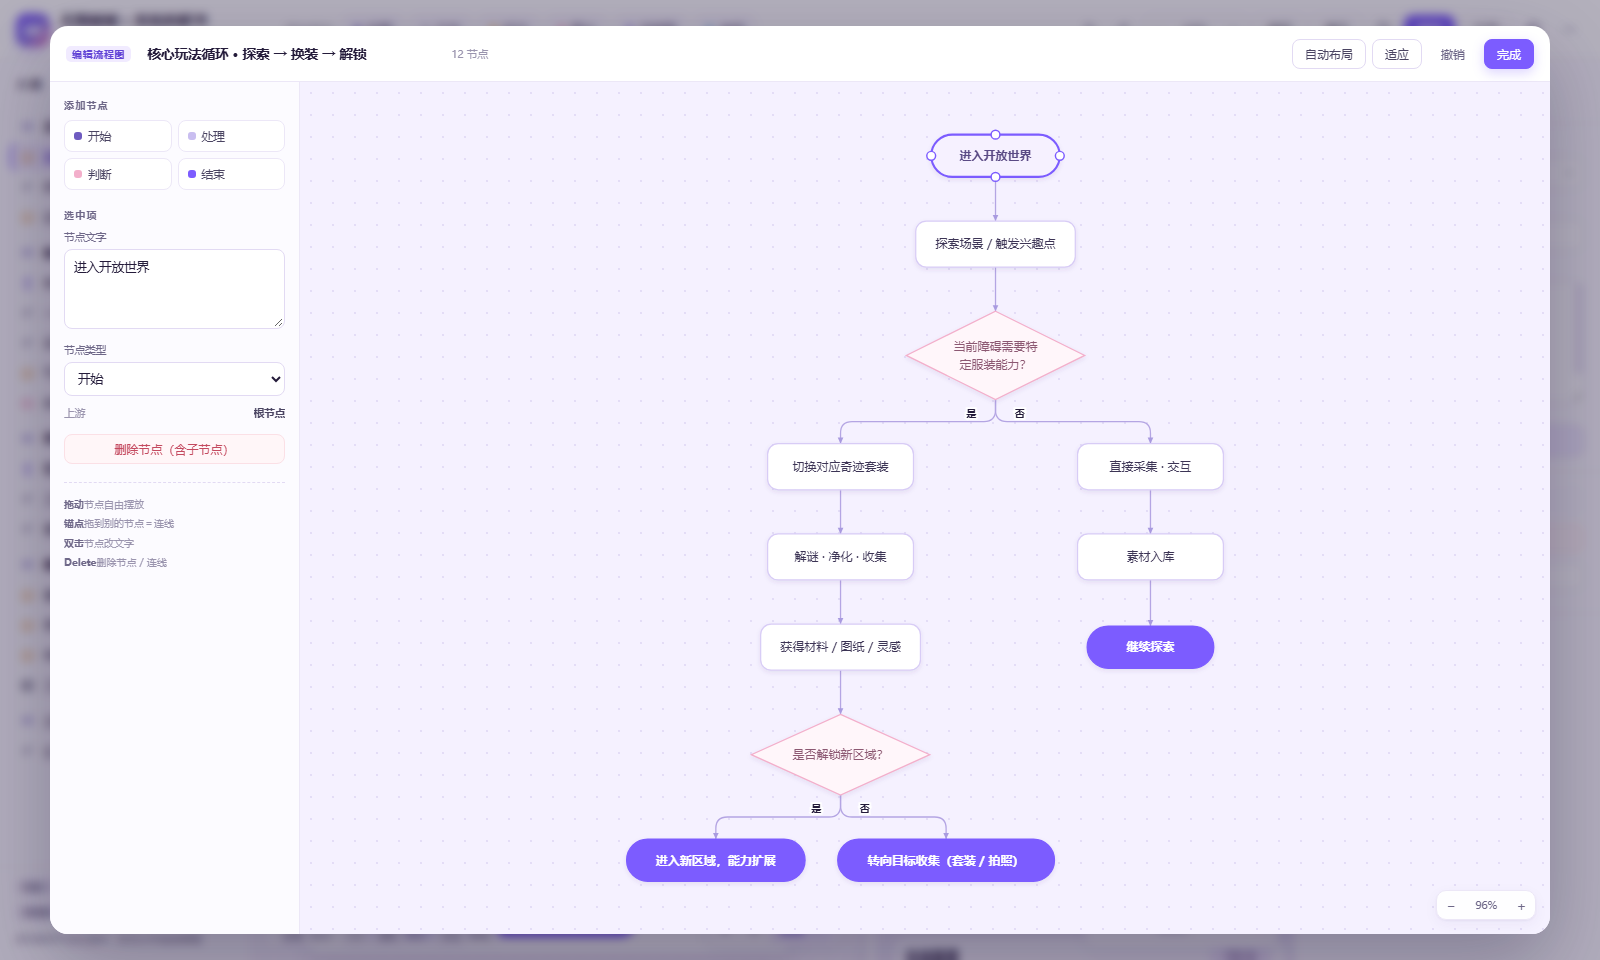 编辑流程图
核心玩法循环 • 探索 → 换装 → 解锁
12 节点
自动布局
适应
撤销
完成
添加节点
开始
处理
判断
结束
选中项
节点文字
进入开放世界
节点类型
开始
上游
根节点
删除节点（含子节点）
拖动节点自由摆放
锚点拖到别的节点 = 连线
双击节点改文字
Delete删除节点 / 连线
进入开放世界
探索场景 / 触发兴趣点
当前障碍需要特
定服装能力？
是
否
切换对应奇迹套装
直接采集 · 交互
解谜 · 净化 · 收集
素材入库
获得材料 / 图纸 / 灵感
继续探索
是否解锁新区域？
是
否
进入新区域，能力扩展
转向目标收集（套装 / 拍照）
− 96% +